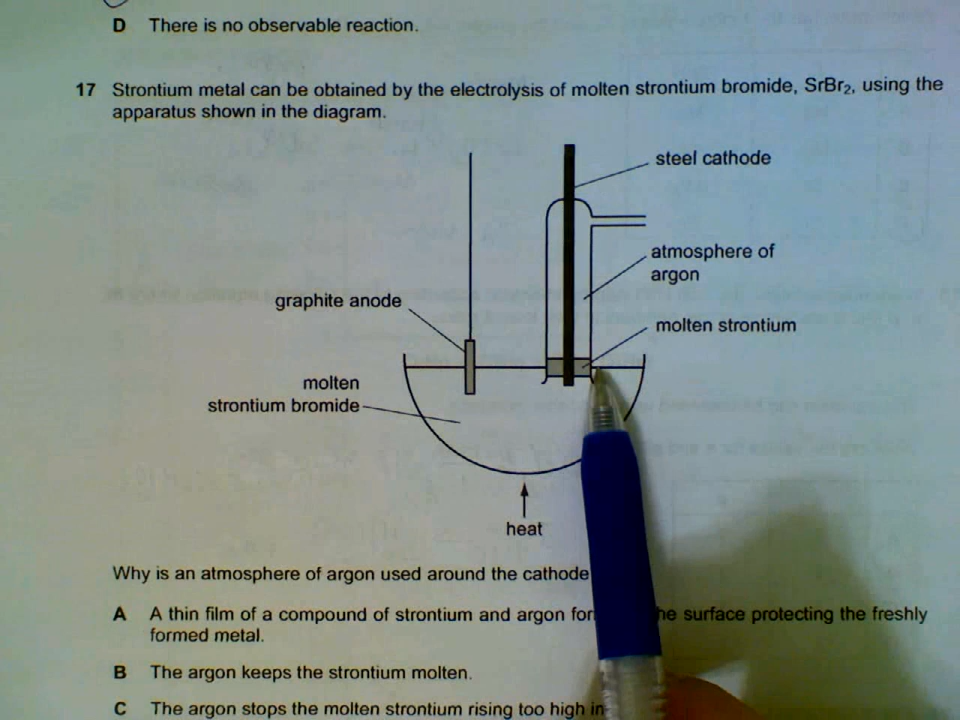 D There is no observable reaction.
17 Strontium metal can be obtained by the electrolysis of molten strontium bromide, SrBr₂, using the
apparatus shown in the diagram.
steel cathode
atmosphere of
argon
graphite anode
molten strontium
molten
strontium bromide
heat
Why is an atmosphere of argon used around the cathode
A A thin film of a compound of strontium and argon surface protecting the freshly
formed metal.
B The argon keeps the strontium molten.
C The argon stops the molten strontium rising too high in